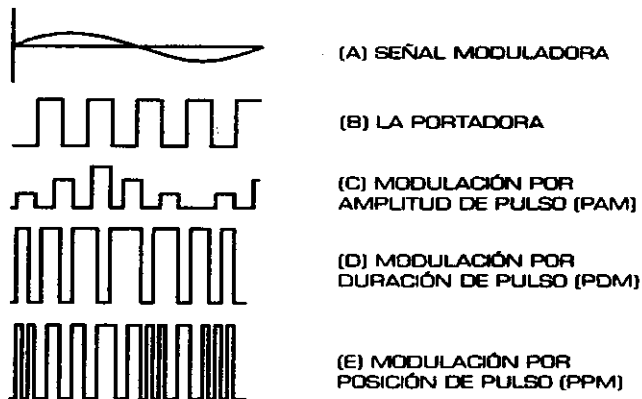 (A) SEÑAL MODULADORA
(B) LA PORTADORA
(C) MODULACIÓN POR
AMPLITUD DE PULSO (PAM)
(D) MODULACIÓN POR
DURACIÓN DE PULSO (PDM)
(E) MODULACIÓN POR
POSICIÓN DE PULSO (PPM)